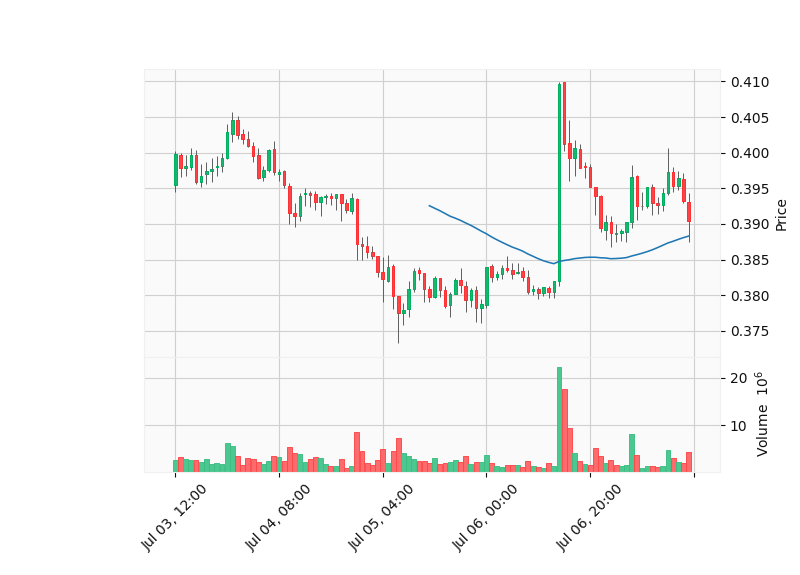 0.410
0.405
0.400
0.395
0.390
0.385
0.380
0.375
Price
20
10
Volume 10^6
Jul 03, 12:00
Jul 04, 08:00
Jul 05, 04:00
Jul 06, 00:00
Jul 06, 20:00